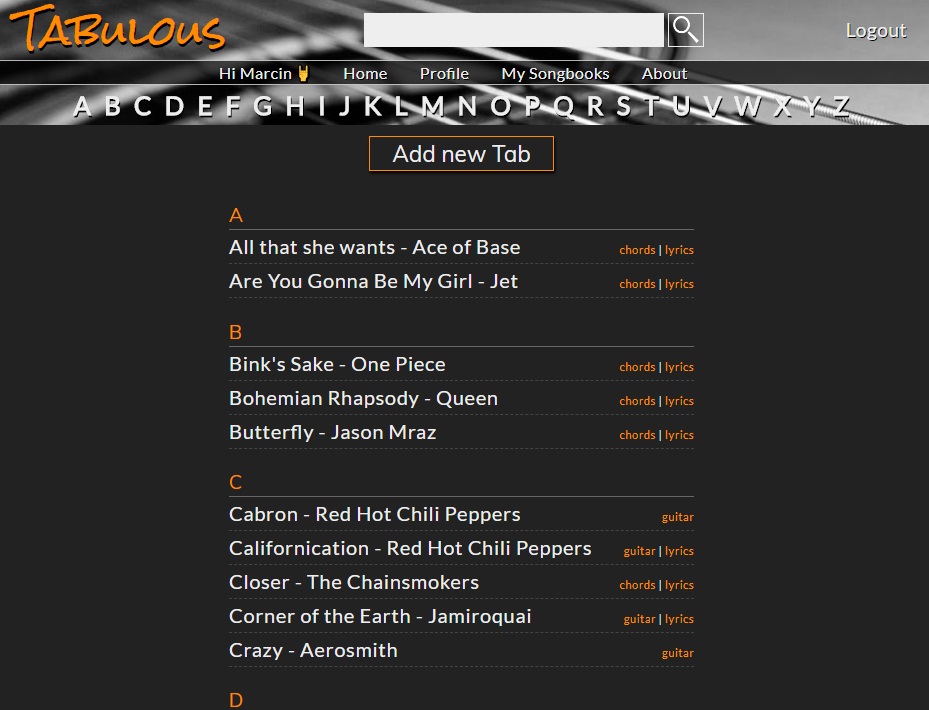 TABULOUS
Logout
Hi Marcin 🤘 Home Profile My Songbooks About
A B C D E F G H I J K L M N O P Q R S T U V W X Y Z
Add new Tab
A
All that she wants - Ace of Base chords | lyrics
Are You Gonna Be My Girl - Jet chords | lyrics
B
Bink's Sake - One Piece chords | lyrics
Bohemian Rhapsody - Queen chords | lyrics
Butterfly - Jason Mraz chords | lyrics
C
Cabron - Red Hot Chili Peppers guitar
Californication - Red Hot Chili Peppers guitar | lyrics
Closer - The Chainsmokers chords | lyrics
Corner of the Earth - Jamiroquai guitar | lyrics
Crazy - Aerosmith guitar
D